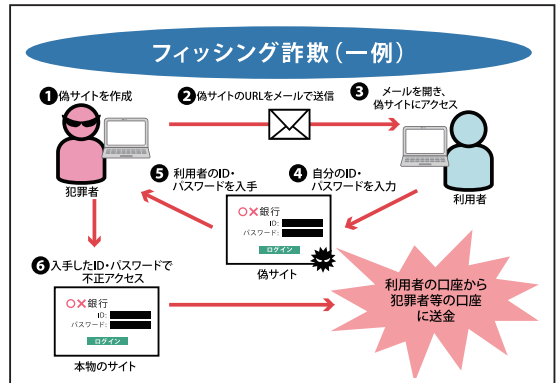 フィッシング詐欺(一例)
❶偽サイトを作成
❷偽サイトのURLをメールで送信
❸メールを開き、
偽サイトにアクセス
犯罪者
利用者
❹自分のID・
パスワードを入力
❺利用者のID・
パスワードを入手
○×銀行
ID:
パスワード:
ログイン
偽サイト
❻入手したID・パスワードで
不正アクセス
○×銀行
ID:
パスワード:
ログイン
本物のサイト
利用者の口座から
犯罪者等の口座
に送金